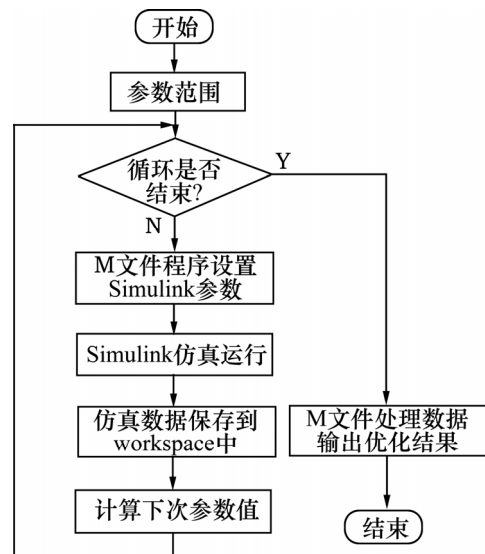 开始
参数范围
循环是否
结束?
Y
N
M文件程序设置
Simulink参数
Simulink仿真运行
仿真数据保存到
workspace中
计算下次参数值
M文件处理数据
输出优化结果
结束